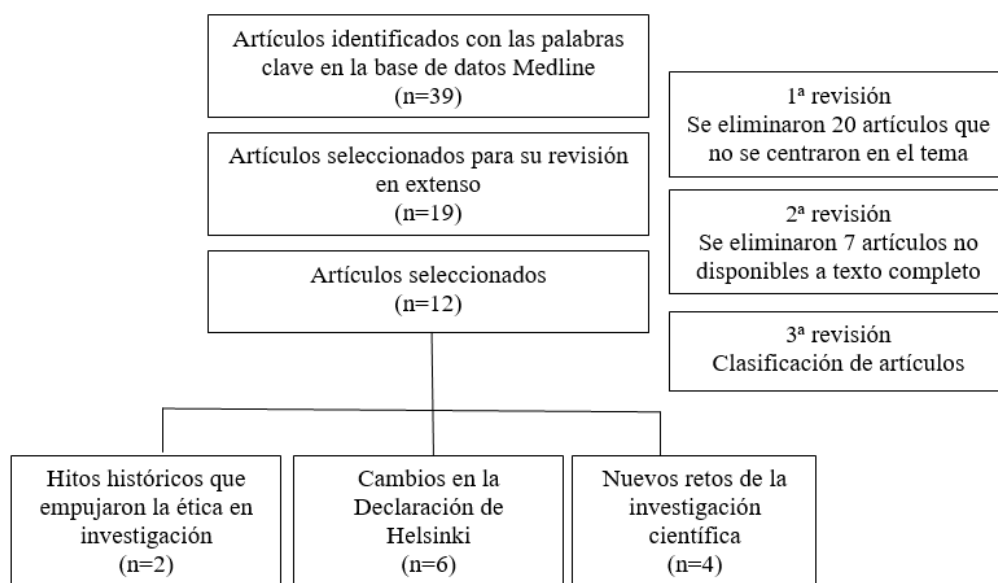 Artículos identificados con las palabras
clave en la base de datos Medline
(n=39)
1ª revisión
Se eliminaron 20 artículos que
no se centraron en el tema
Artículos seleccionados para su revisión
en extenso
(n=19)
2ª revisión
Se eliminaron 7 artículos no
disponibles a texto completo
Artículos seleccionados
(n=12)
3ª revisión
Clasificación de artículos
Hitos históricos que
empujaron la ética en
investigación
(n=2)
Cambios en la
Declaración de
Helsinki
(n=6)
Nuevos retos de la
investigación
científica
(n=4)